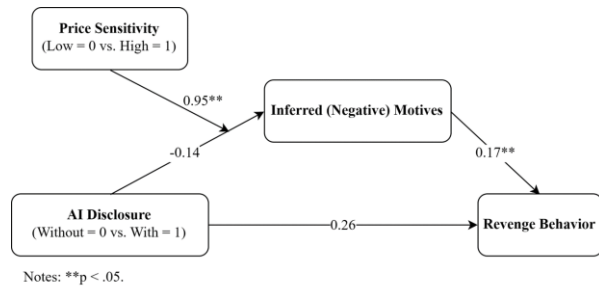 Price Sensitivity
(Low = 0 vs. High = 1)
0.95**
Inferred (Negative) Motives
-0.14
0.17**
AI Disclosure
(Without = 0 vs. With = 1)
0.26
Revenge Behavior
Notes: **p < .05.